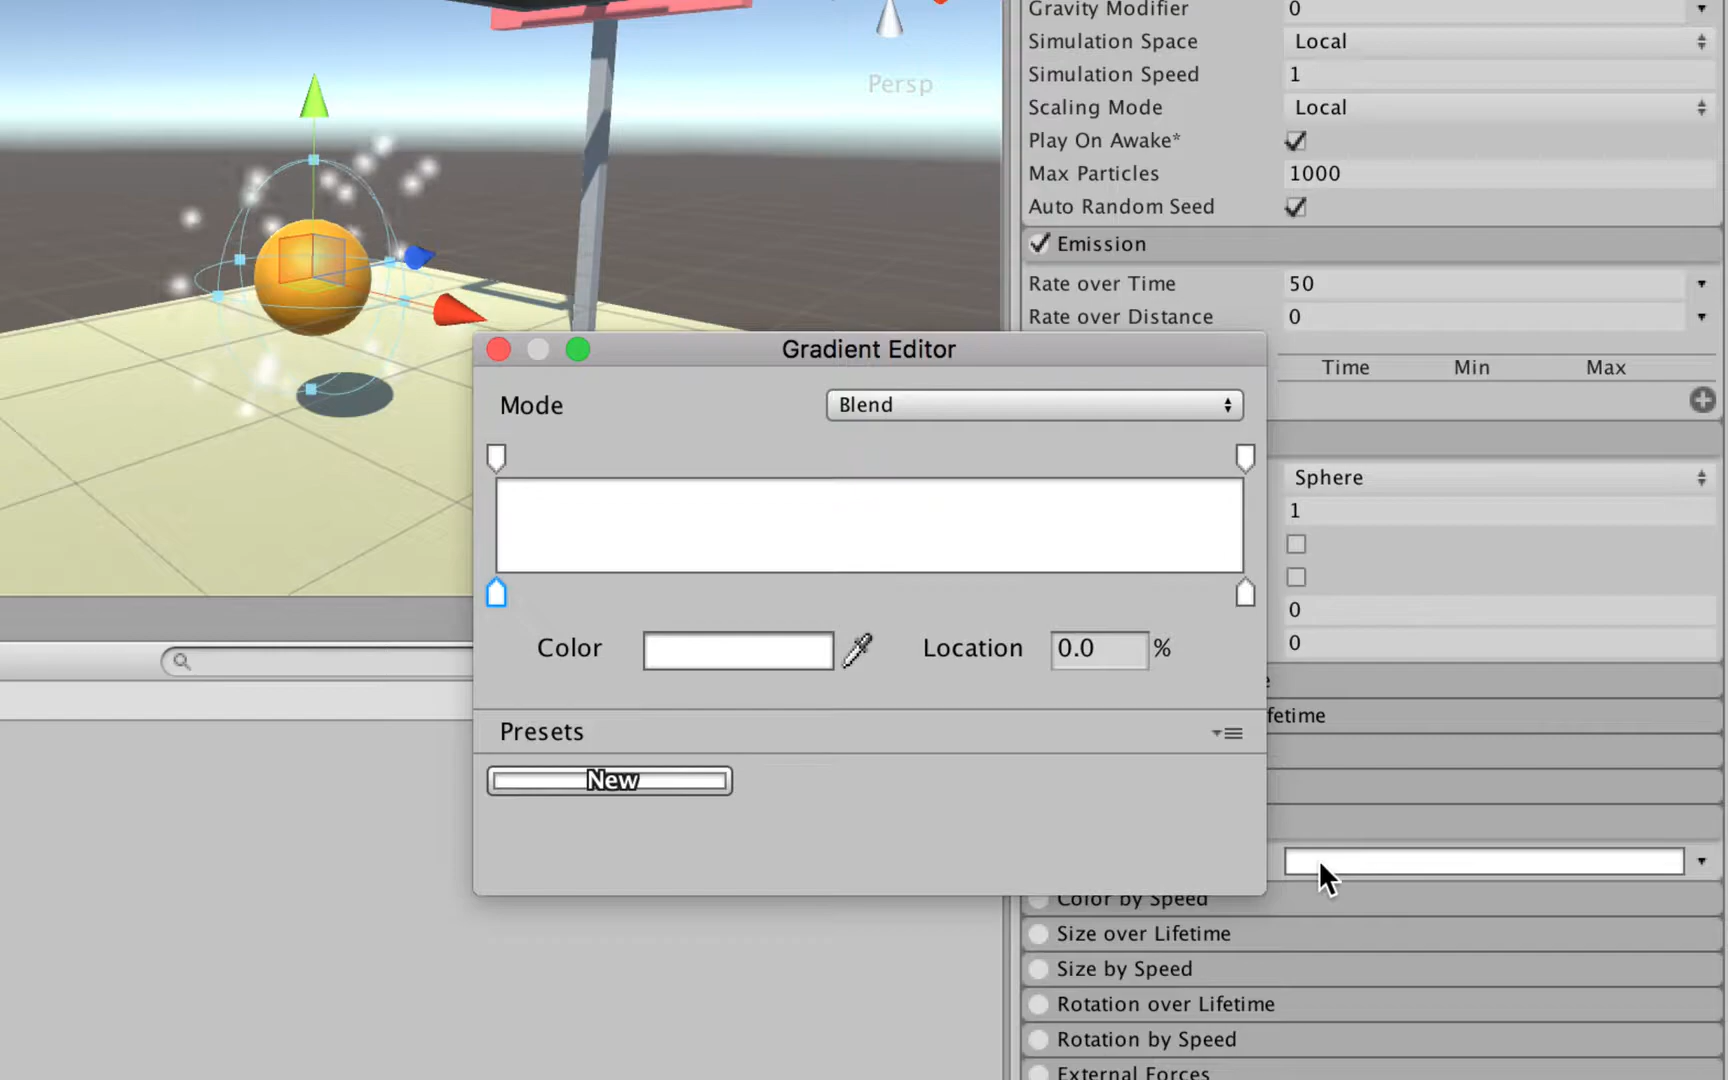 Gravity Modifier 0
Simulation Space Local
Persp
Simulation Speed 1
Scaling Mode Local
Play On Awake*
Max Particles 1000
Auto Random Seed
Emission
Rate over Time 50
Rate over Distance 0
Gradient Editor
Time Min Max
Mode Blend
Sphere
1
0
Color Location 0.0 %
0
fetime
Presets
New
Color by Speed
Size over Lifetime
Size by Speed
Rotation over Lifetime
Rotation by Speed
External Forces